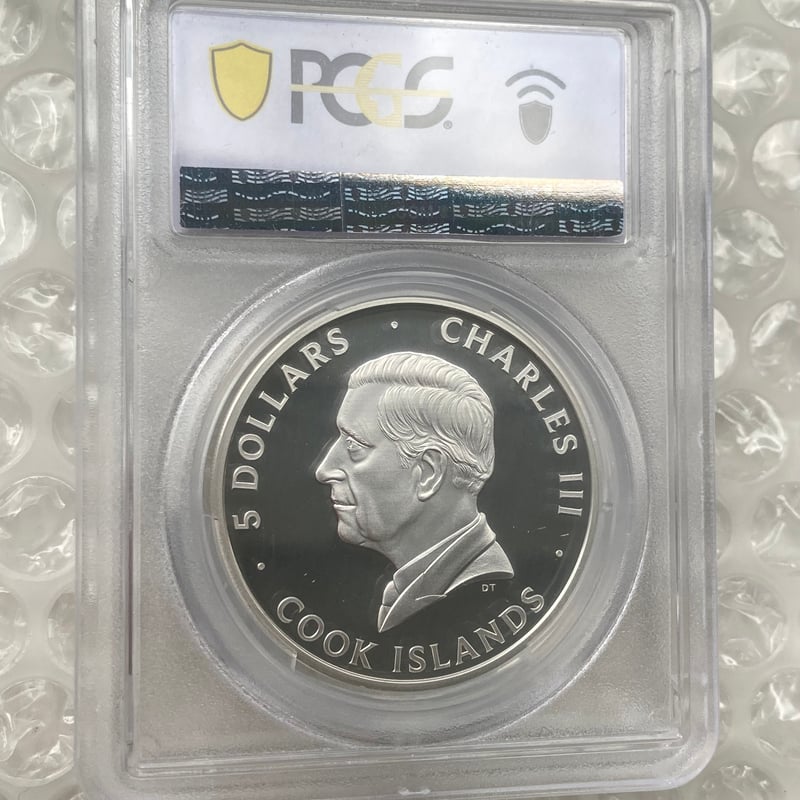 PCGS®
5 DOLLARS · CHARLES III ·
COOK ISLANDS ·
DT